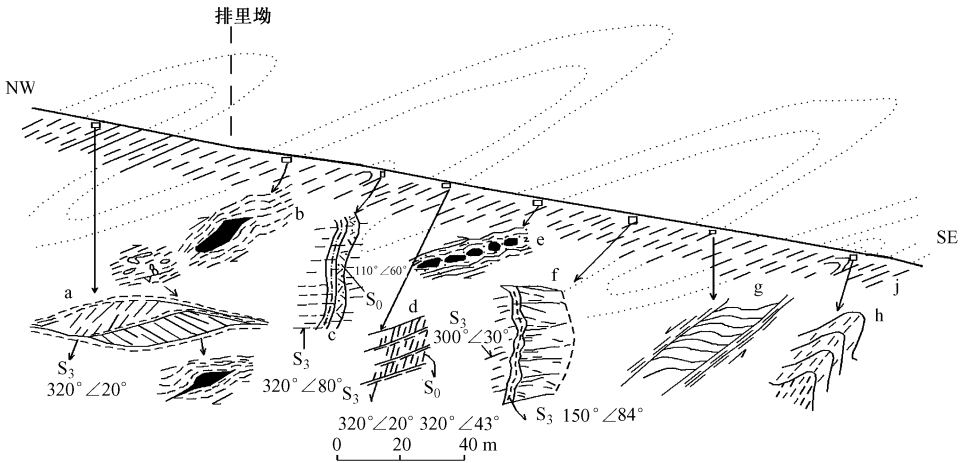 排里坳
NW
SE
b
110°∠60°
e
f
j
a
S₀
g
h
c
d
S₃
300°∠30°
S₃
320°∠20°
S₃
320°∠80°
S₃
S₀
S₃ 150°∠84°
320°∠20° 320°∠43°
0 20 40 m